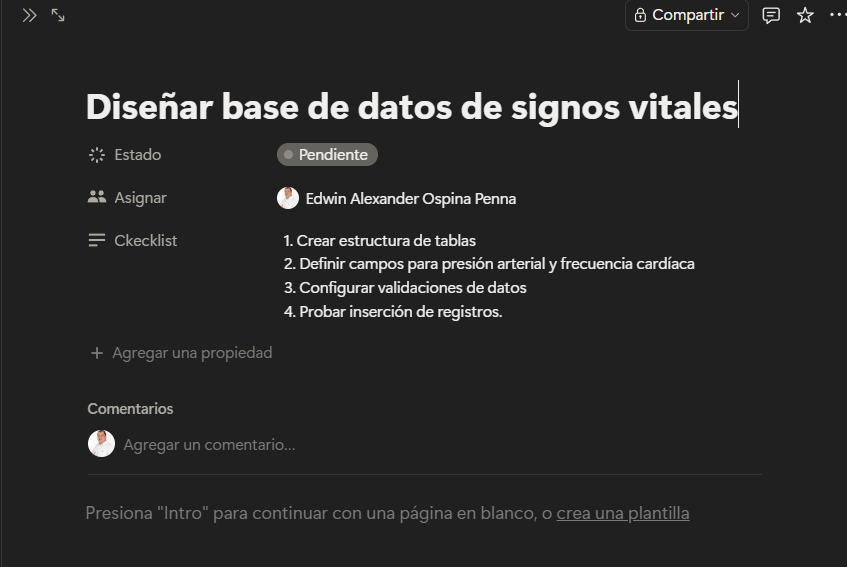 Compartir
Diseñar base de datos de signos vitales
Estado Pendiente
Asignar Edwin Alexander Ospina Penna
Ckecklist 1. Crear estructura de tablas
2. Definir campos para presión arterial y frecuencia cardíaca
3. Configurar validaciones de datos
4. Probar inserción de registros.
Agregar una propiedad
Comentarios
Agregar un comentario...
Presiona "Intro" para continuar con una página en blanco, o crea una plantilla